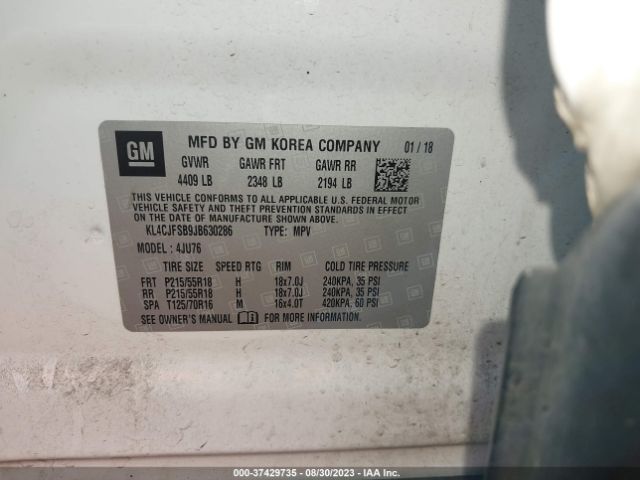 GM
MFD BY GM KOREA COMPANY 01 / 18
GVWR GAWR FRT GAWR RR
4409 LB 2348 LB 2194 LB
THIS VEHICLE CONFORMS TO ALL APPLICABLE U.S. FEDERAL MOTOR
VEHICLE SAFETY AND THEFT PREVENTION STANDARDS IN EFFECT
ON THE DATE OF MANUFACTURE SHOWN ABOVE.
KL4CJFSB9JB630286 TYPE: MPV
MODEL : 4JU76
TIRE SIZE SPEED RTG RIM COLD TIRE PRESSURE
FRT P215/55R18 H 18x7.0J 240KPA, 35 PSI
RR P215/55R18 H 18x7.0J 240KPA, 35 PSI
SPA T125/70R16 M 16x4.0T 420KPA, 60 PSI
SEE OWNER'S MANUAL FOR MORE INFORMATION.
000-37429735 - 08/30/2023 - IAA Inc.